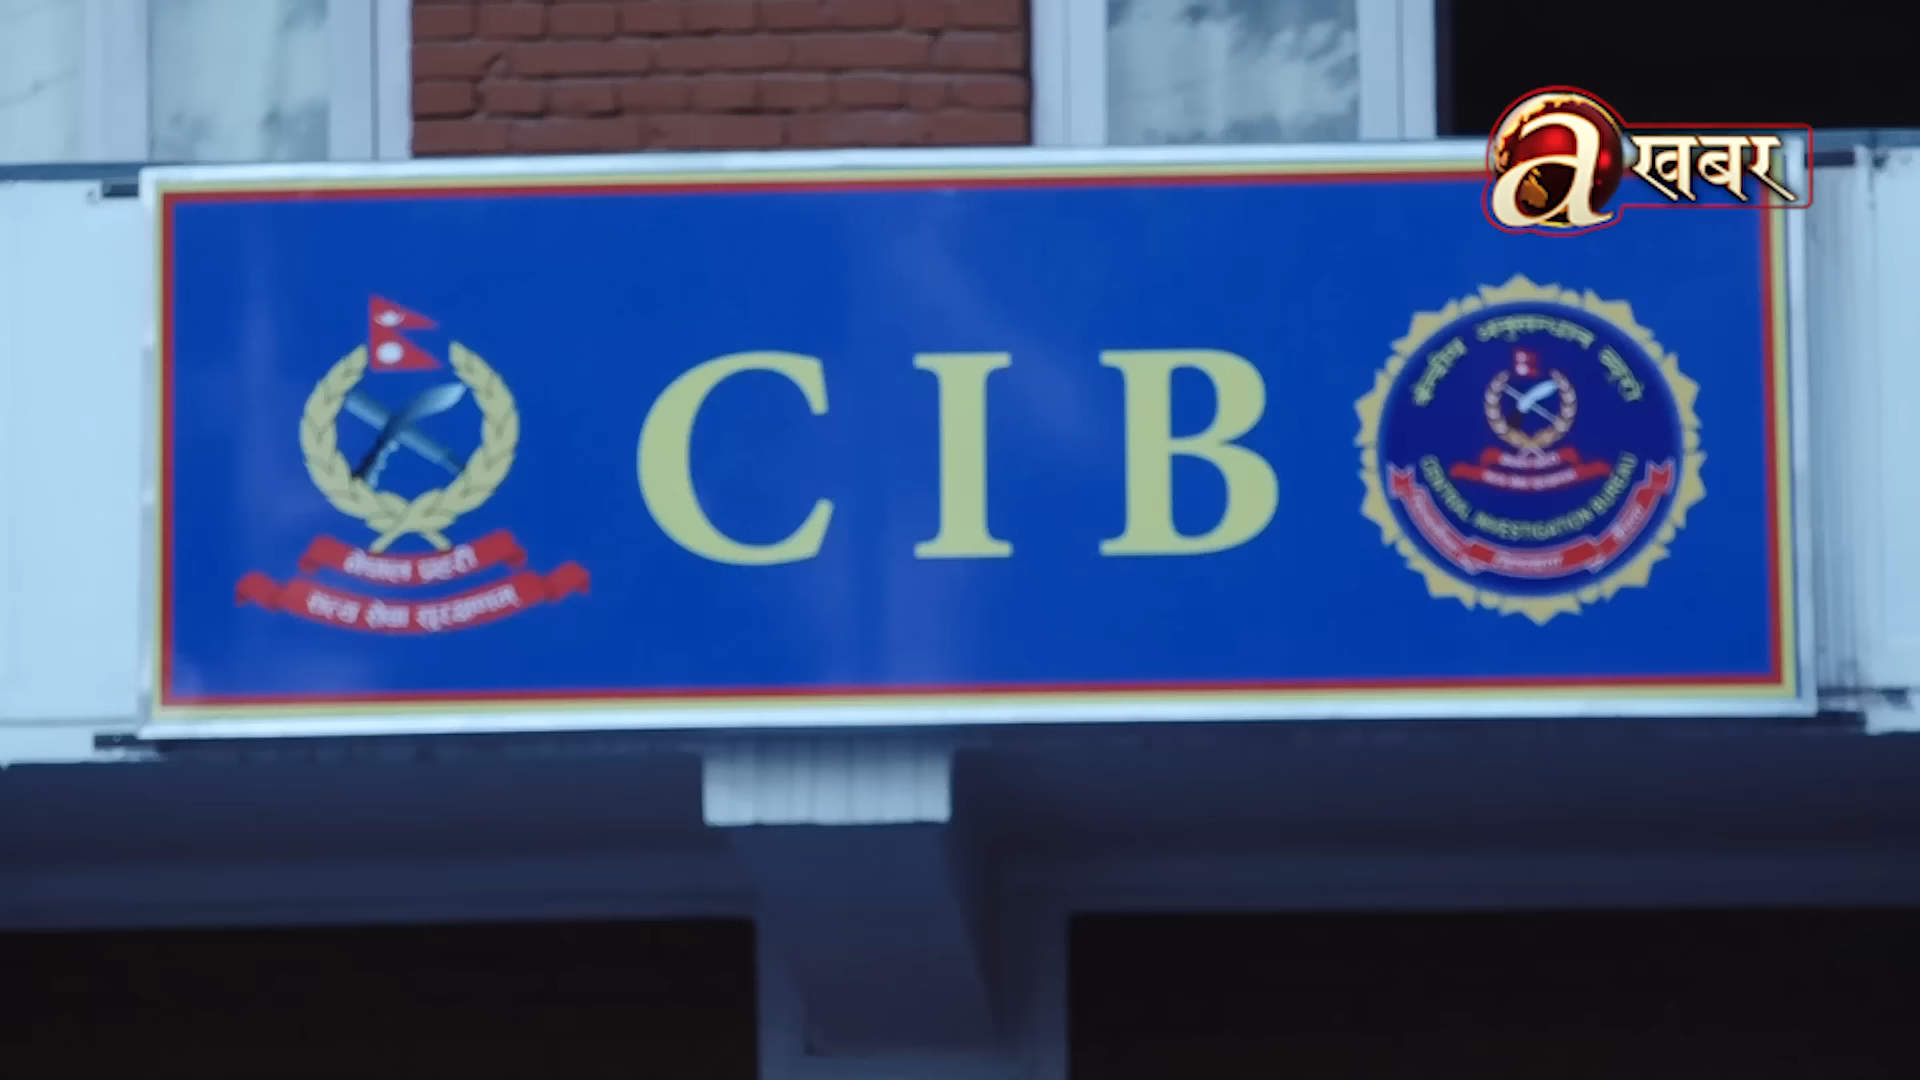 a खबर
CIB
केन्द्रीय अनुसन्धान ब्यूरो
CENTRAL INVESTIGATION BUREAU
नेपाल प्रहरी
सत्य सेवा सुरक्षणम्